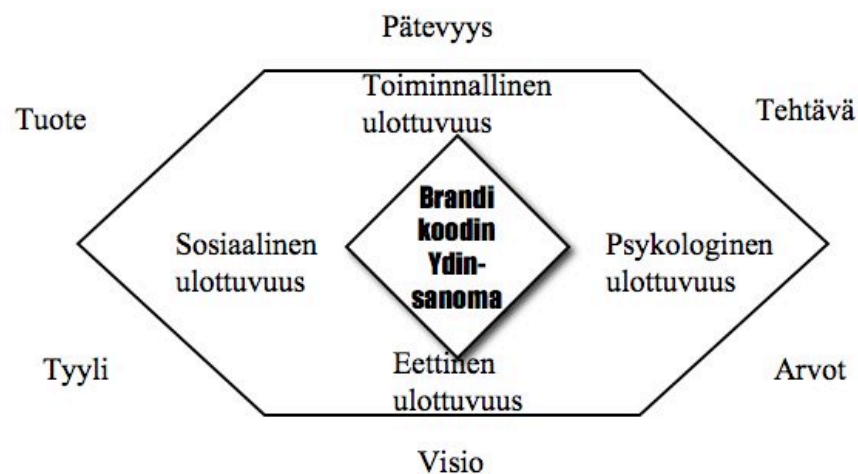 Pätevyys
Toiminnallinen
ulottuvuus
Tuote
Tehtävä
Brandi
koodin
Ydin-
sanoma
Sosiaalinen
ulottuvuus
Psykologinen
ulottuvuus
Eettinen
ulottuvuus
Tyyli
Arvot
Visio